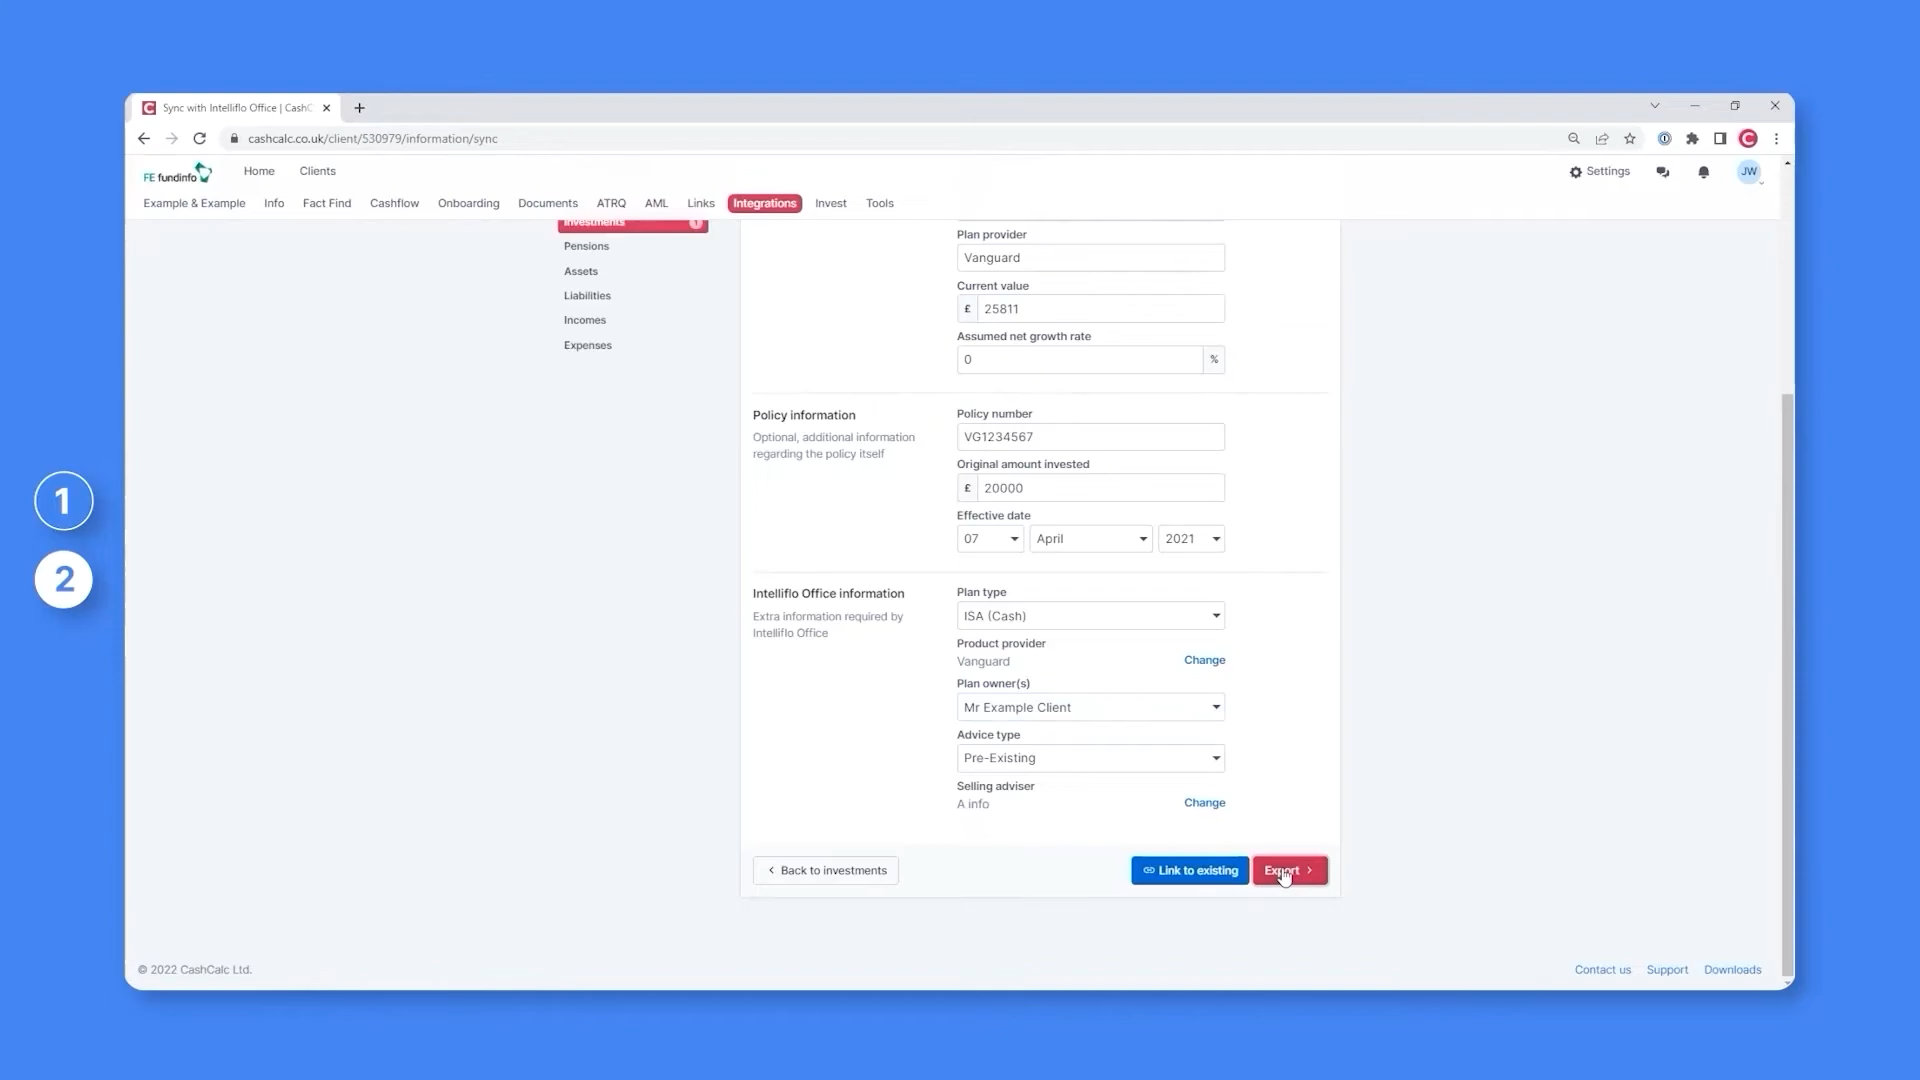 Sync with Intelliflo Office | CashC
cashcalc.co.uk/client/530979/information/sync
FE fundinfo
Home
Clients
Settings
JW
Example & Example
Info
Fact Find
Cashflow
Onboarding
Documents
ATRQ
AML
Links
Integrations
Invest
Tools
Investments
1
Pensions
Assets
Liabilities
Incomes
Expenses
Plan provider
Vanguard
Current value
£ 25811
Assumed net growth rate
0 %
Policy information
Optional, additional information
regarding the policy itself
Policy number
VG1234567
Original amount invested
£ 20000
Effective date
07 April 2021
Intelliflo Office information
Extra information required by
Intelliflo Office
Plan type
ISA (Cash)
Product provider
Vanguard
Change
Plan owner(s)
Mr Example Client
Advice type
Pre-Existing
Selling adviser
A info
Change
Back to investments
Link to existing
Export
© 2022 CashCalc Ltd.
Contact us
Support
Downloads
1
2